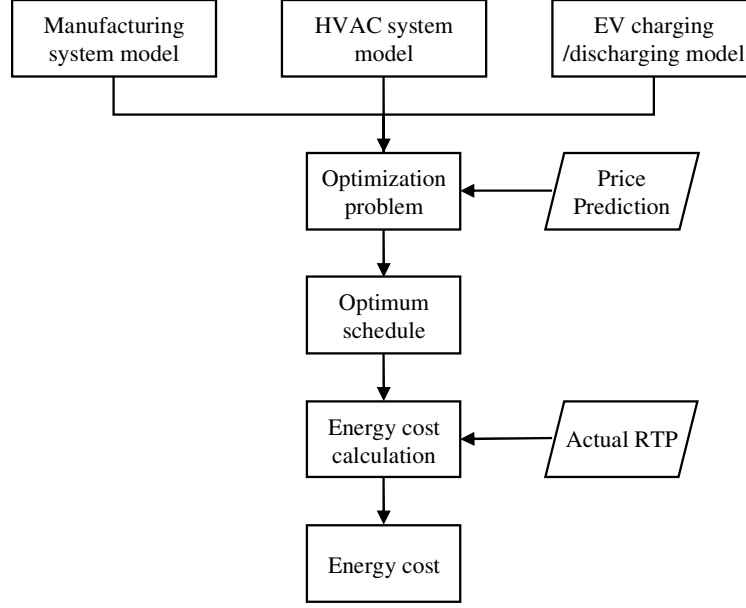 Manufacturing
system model
HVAC system
model
EV charging
/discharging model
Optimization
problem
Price
Prediction
Optimum
schedule
Energy cost
calculation
Actual RTP
Energy cost